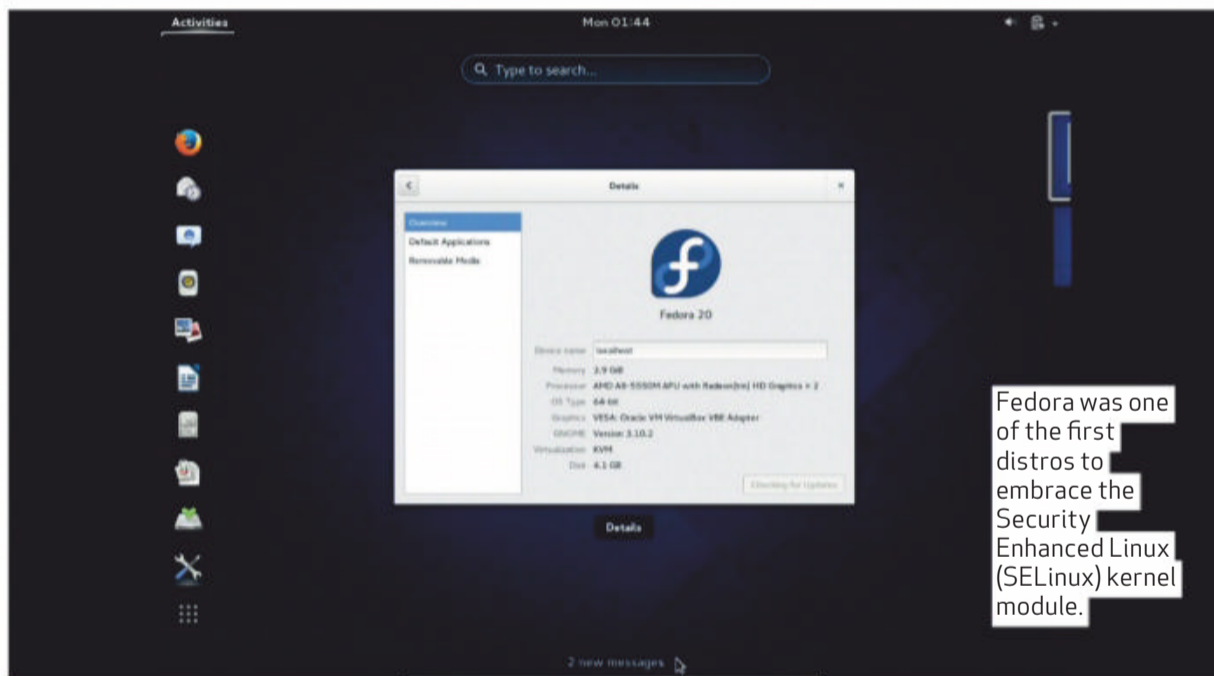 Activities
Mon 01:44
Type to search...
Details
Overview
Default Applications
Removable Media
Fedora 20
Device name localhost
Memory 3.9 GiB
Processor AMD A8-5550M APU with Radeon(tm) HD Graphics × 2
OS Type 64-bit
Graphics VESA: Oracle VM VirtualBox VBE Adapter
GNOME Version 3.10.2
Virtualization KVM
Disk 4.1 GB
Checking for Updates
Details
2 new messages
Fedora was one
of the first
distros to
embrace the
Security
Enhanced Linux
(SELinux) kernel
module.